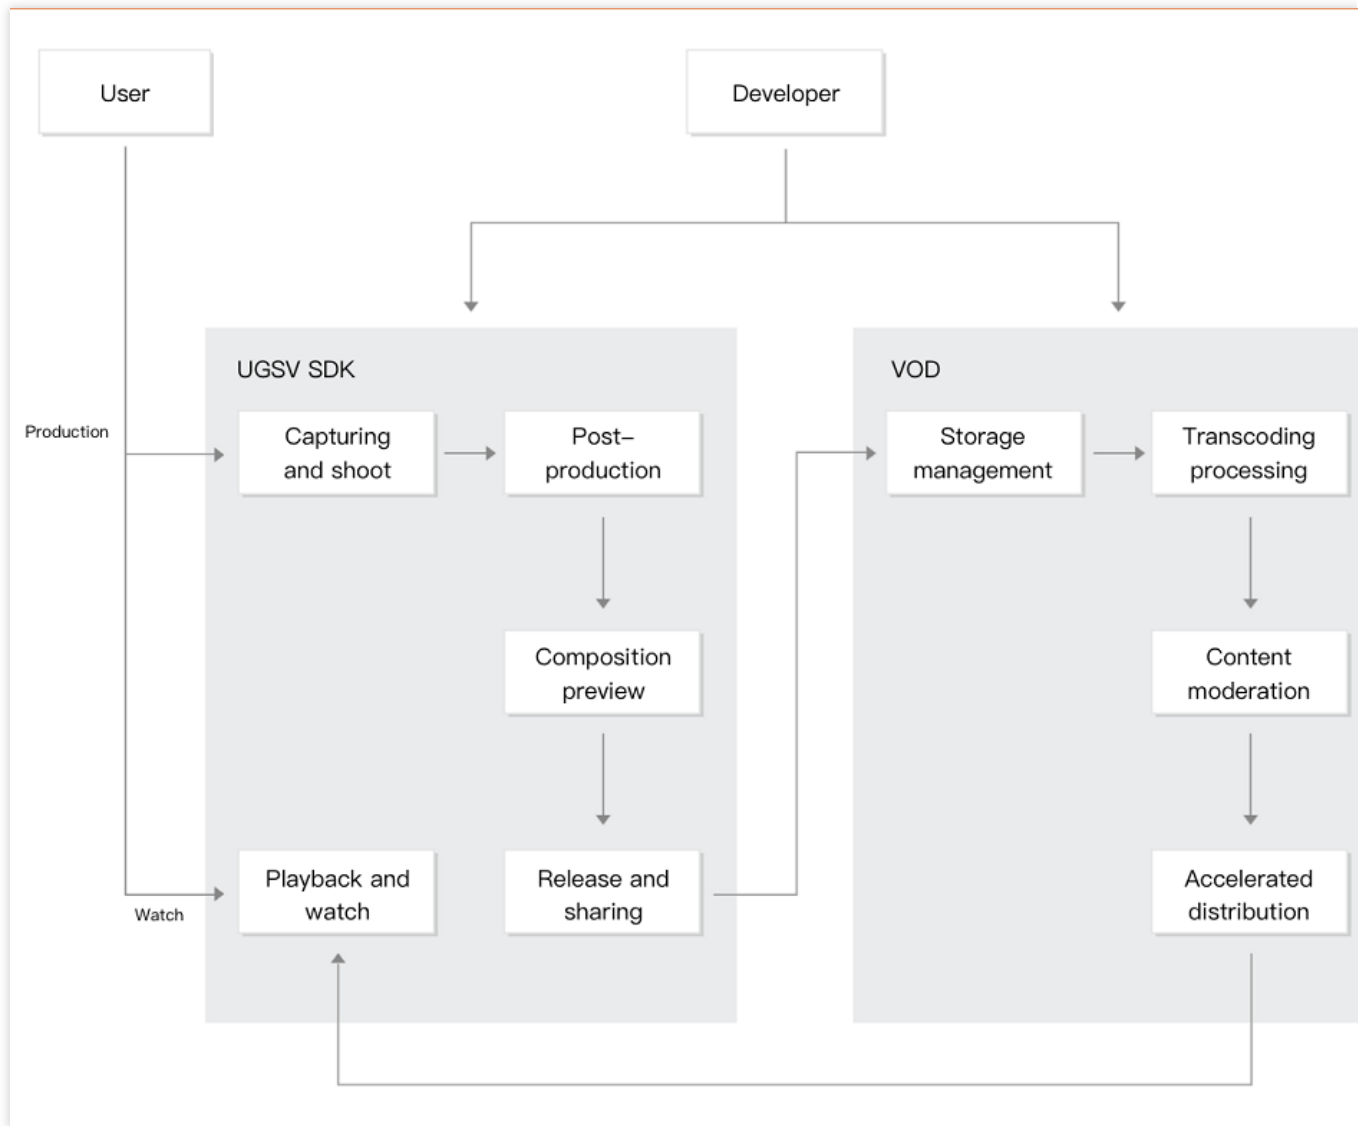 User
Developer
UGSV SDK
VOD
Production
Capturing
and shoot
Post-
production
Storage
management
Transcoding
processing
Composition
preview
Content
moderation
Playback and
watch
Release and
sharing
Accelerated
distribution
Watch